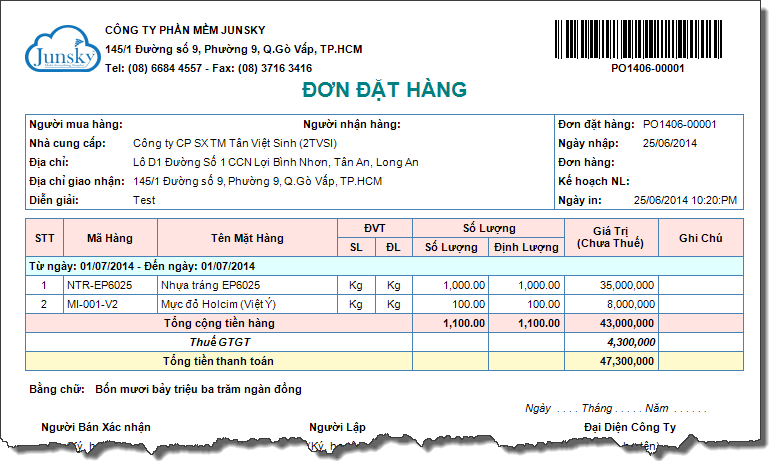 Junsky
CÔNG TY PHẦN MỀM JUNSKY
145/1 Đường số 9, Phường 9, Q.Gò Vấp, TP.HCM
Tel: (08) 6684 4557 - Fax: (08) 3716 3416
PO1406-00001
ĐƠN ĐẶT HÀNG
Người mua hàng: Người nhận hàng: Đơn đặt hàng: PO1406-00001
Nhà cung cấp: Công ty CP SX TM Tân Việt Sinh (2TVSI) Ngày nhập: 25/06/2014
Địa chỉ: Lô D1 Đường Số 1 CCN Lợi Bình Nhơn, Tân An, Long An Đơn hàng:
Địa chỉ giao nhận: 145/1 Đường số 9, Phường 9, Q.Gò Vấp, TP.HCM Kế hoạch NL:
Diễn giải: Test Ngày in: 25/06/2014 10:20:PM
STT Mã Hàng Tên Mặt Hàng ĐVT Số Lượng Giá Trị (Chưa Thuế) Ghi Chú
SL ĐL Số Lượng Định Lượng
Từ ngày: 01/07/2014 - Đến ngày: 01/07/2014
1 NTR-EP6025 Nhựa tráng EP6025 Kg Kg 1,000.00 1,000.00 35,000,000
2 MI-001-V2 Mực đỏ Holcim (Việt Ý) Kg Kg 100.00 100.00 8,000,000
Tổng cộng tiền hàng 1,100.00 1,100.00 43,000,000
Thuế GTGT 4,300,000
Tổng tiền thanh toán 47,300,000
Bằng chữ: Bốn mươi bảy triệu ba trăm ngàn đồng
Ngày .... Tháng ..... Năm ......
Người Bán Xác nhận Người Lập Đại Diện Công Ty